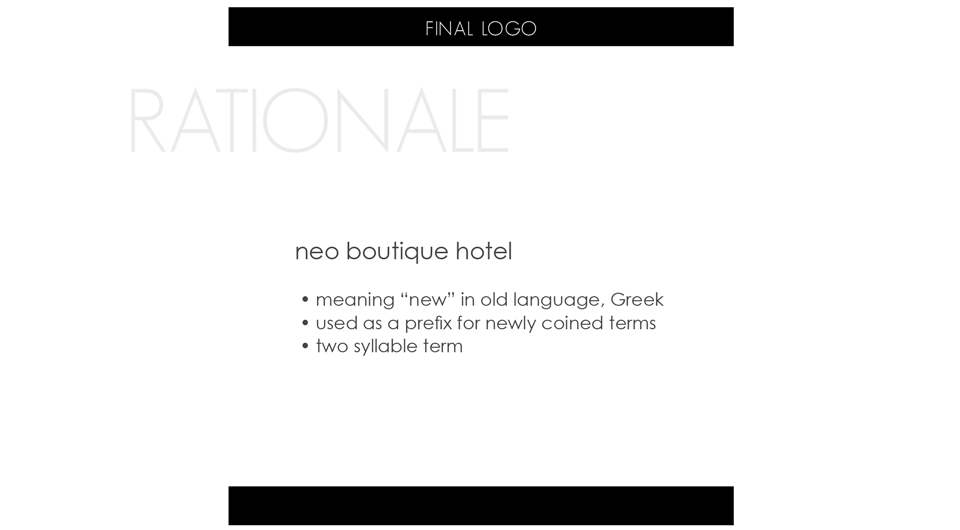 FINAL LOGO
RATIONALE
neo boutique hotel
• meaning “new” in old language, Greek
• used as a prefix for newly coined terms
• two syllable term